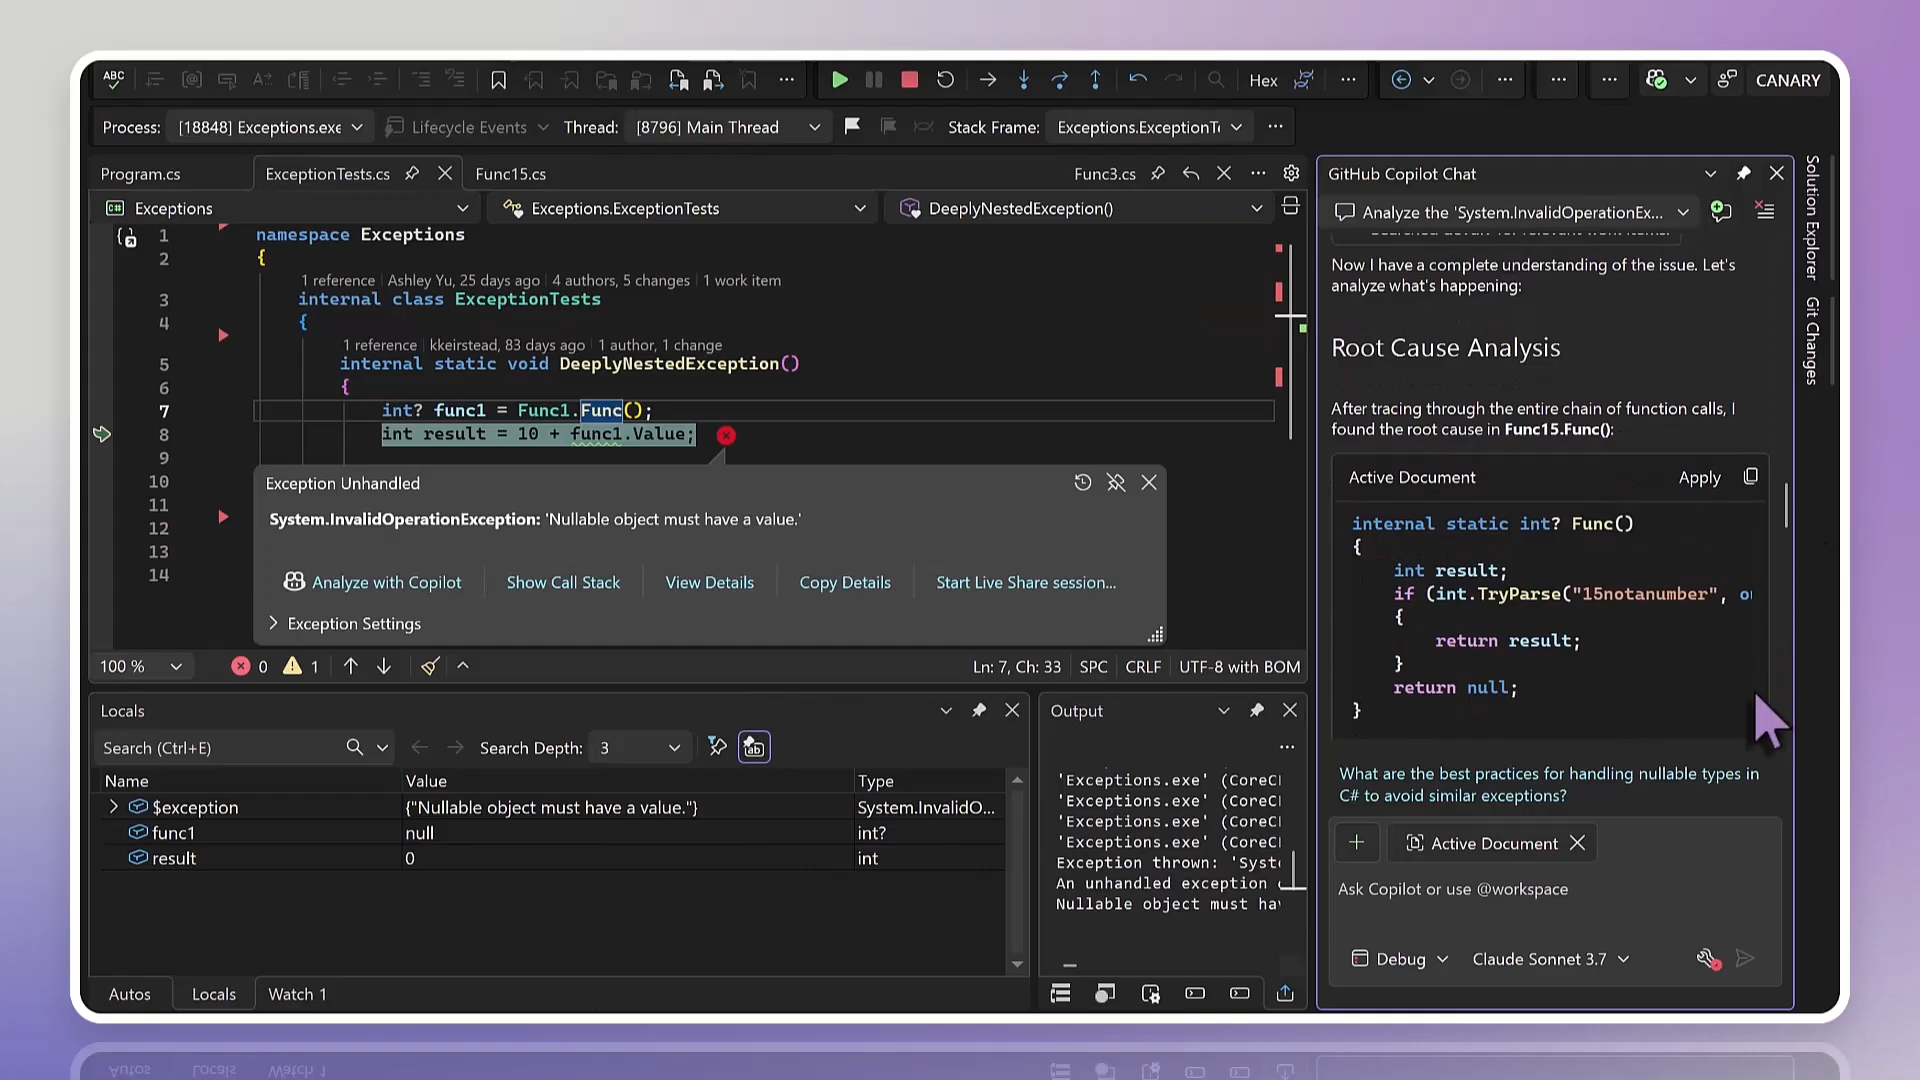 ABC
Hex
CANARY
Process: [18848] Exceptions.exe Lifecycle Events Thread: [8796] Main Thread Stack Frame: Exceptions.ExceptionT
Program.cs ExceptionTests.cs Func15.cs Func3.cs
C# Exceptions Exceptions.ExceptionTests DeeplyNestedException()
1 namespace Exceptions
2 {
1 reference | Ashley Yu, 25 days ago | 4 authors, 5 changes | 1 work item
3 internal class ExceptionTests
4 {
1 reference | kkeirstead, 83 days ago | 1 author, 1 change
5 internal static void DeeplyNestedException()
6 {
7 int? func1 = Func1.Func();
8 int result = 10 + func1.Value;
9
10
11
12
13
14
Exception Unhandled
System.InvalidOperationException: 'Nullable object must have a value.'
Analyze with Copilot Show Call Stack View Details Copy Details Start Live Share session...
Exception Settings
100 % 0 1 Ln: 7, Ch: 33 SPC CRLF UTF-8 with BOM
Locals
Search (Ctrl+E) Search Depth: 3 ab
Name Value Type
$exception {"Nullable object must have a value."} System.InvalidO...
func1 null int?
result 0 int
Autos Locals Watch 1
Output
'Exceptions.exe' (CoreCl
'Exceptions.exe' (CoreCl
'Exceptions.exe' (CoreCl
'Exceptions.exe' (CoreCl
Exception thrown: 'Syste
An unhandled exception
Nullable object must hav
GitHub Copilot Chat
Analyze the 'System.InvalidOperationEx...
Now I have a complete understanding of the issue. Let's
analyze what's happening:
Root Cause Analysis
After tracing through the entire chain of function calls, I
found the root cause in Func15.Func():
Active Document Apply
internal static int? Func()
{
int result;
if (int.TryParse("15notanumber", o
{
return result;
}
return null;
}
What are the best practices for handling nullable types in
C# to avoid similar exceptions?
Active Document
Ask Copilot or use @workspace
Debug Claude Sonnet 3.7
Solution Explorer
Git Changes
Autos Locals Watch 1